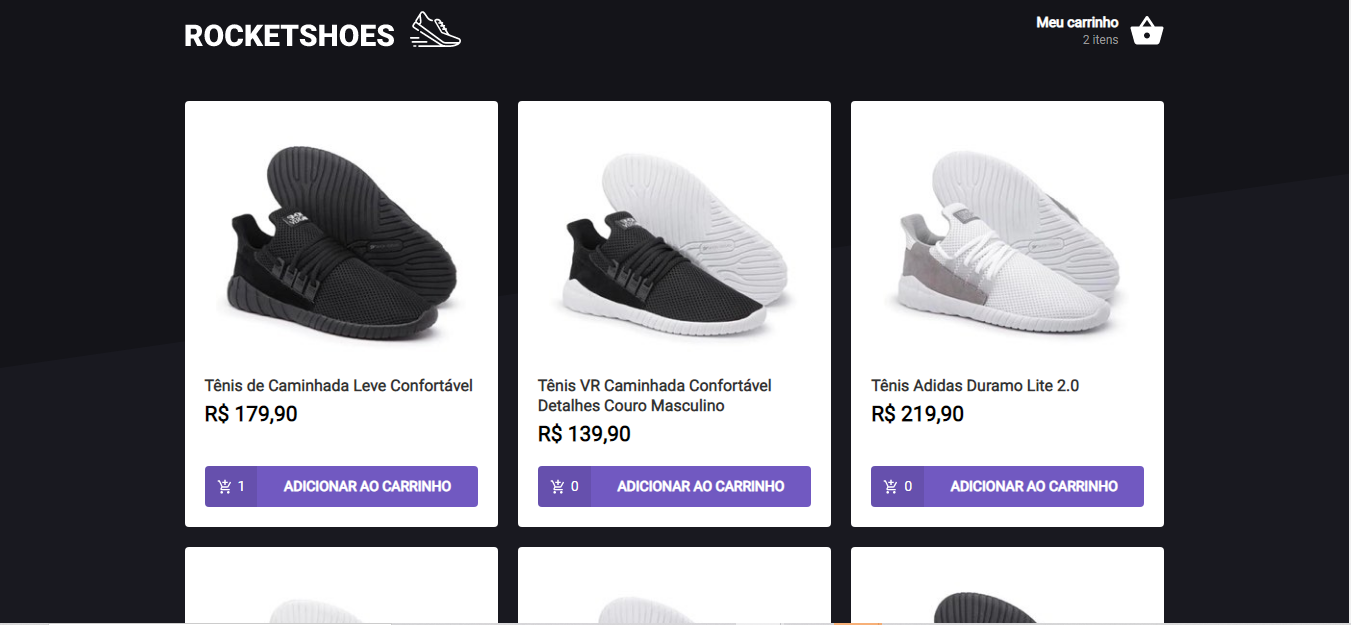 ROCKETSHOES
Meu carrinho
2 itens
Tênis de Caminhada Leve Confortável
R$ 179,90
1 ADICIONAR AO CARRINHO
Tênis VR Caminhada Confortável
Detalhes Couro Masculino
R$ 139,90
0 ADICIONAR AO CARRINHO
Tênis Adidas Duramo Lite 2.0
R$ 219,90
0 ADICIONAR AO CARRINHO